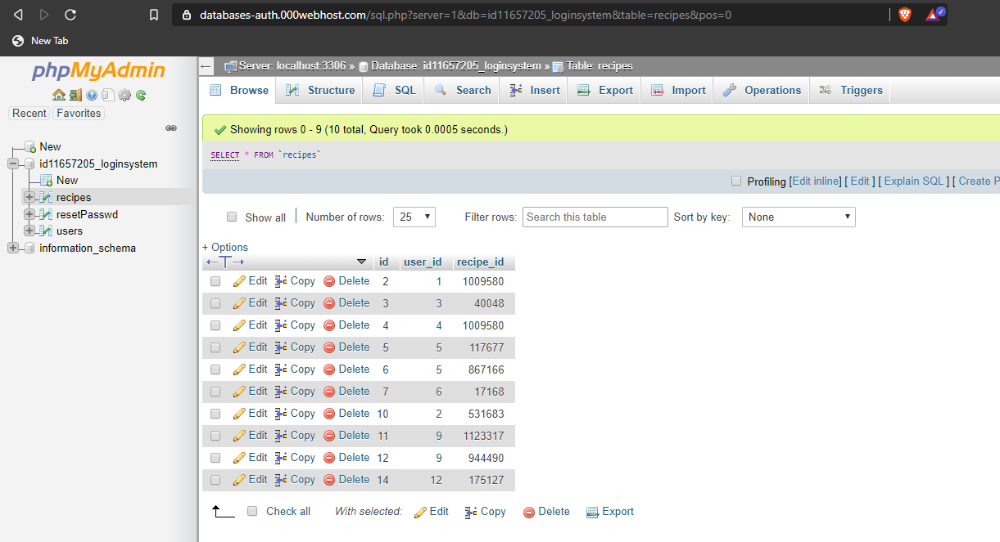 databases-auth.000webhost.com/sql.php?server=1&db=id11657205_loginsystem&table=recipes&pos=0
New Tab
phpMyAdmin
Recent Favorites
New
id11657205_loginsystem
New
recipes
resetPasswd
users
information_schema
Server: localhost:3306 » Database: id11657205_loginsystem » Table: recipes
Browse Structure SQL Search Insert Export Import Operations Triggers
Showing rows 0 - 9 (10 total, Query took 0.0005 seconds.)
SELECT * FROM `recipes`
Profiling [Edit inline] [ Edit ] [ Explain SQL ] [ Create P
Show all Number of rows: 25 Filter rows: Search this table Sort by key: None
+ Options
id user_id recipe_id
Edit Copy Delete 2 1 1009580
Edit Copy Delete 3 3 40048
Edit Copy Delete 4 4 1009580
Edit Copy Delete 5 5 117677
Edit Copy Delete 6 5 867166
Edit Copy Delete 7 6 17168
Edit Copy Delete 10 2 531683
Edit Copy Delete 11 9 1123317
Edit Copy Delete 12 9 944490
Edit Copy Delete 14 12 175127
Check all With selected: Edit Copy Delete Export